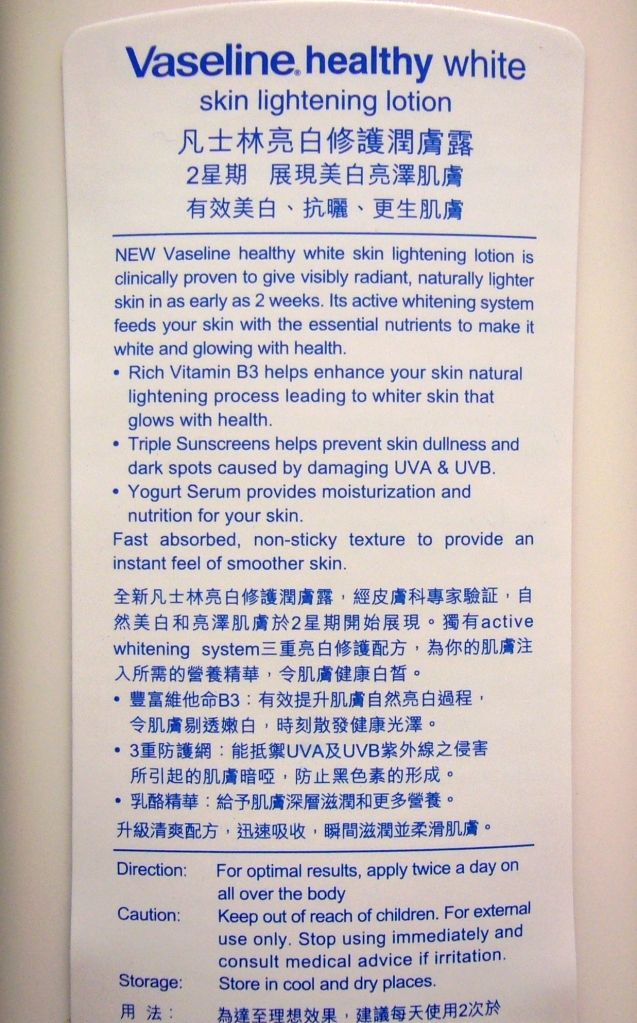 Vaseline® healthy white
skin lightening lotion
凡士林亮白修護潤膚露
2星期 展現美白亮澤肌膚
有效美白、抗曬、更生肌膚
NEW Vaseline healthy white skin lightening lotion is
clinically proven to give visibly radiant, naturally lighter
skin in as early as 2 weeks. Its active whitening system
feeds your skin with the essential nutrients to make it
white and glowing with health.
• Rich Vitamin B3 helps enhance your skin natural
lightening process leading to whiter skin that
glows with health.
• Triple Sunscreens helps prevent skin dullness and
dark spots caused by damaging UVA & UVB.
• Yogurt Serum provides moisturization and
nutrition for your skin.
Fast absorbed, non-sticky texture to provide an
instant feel of smoother skin.
全新凡士林亮白修護潤膚露，經皮膚科專家驗証，自
然美白和亮澤肌膚於2星期開始展現。獨有active
whitening system三重亮白修護配方，為你的肌膚注
入所需的營養精華，令肌膚健康白皙。
• 豐富維他命B3：有效提升肌膚自然亮白過程，
令肌膚剔透嫩白，時刻散發健康光澤。
• 3重防護網：能抵禦UVA及UVB紫外線之侵害
所引起的肌膚暗啞，防止黑色素的形成。
• 乳酪精華：給予肌膚深層滋潤和更多營養。
升級清爽配方，迅速吸收，瞬間滋潤並柔滑肌膚。
Direction: For optimal results, apply twice a day on
all over the body
Caution: Keep out of reach of children. For external
use only. Stop using immediately and
consult medical advice if irritation.
Storage: Store in cool and dry places.
用 法： 為達至理想效果，建議每天使用2次於